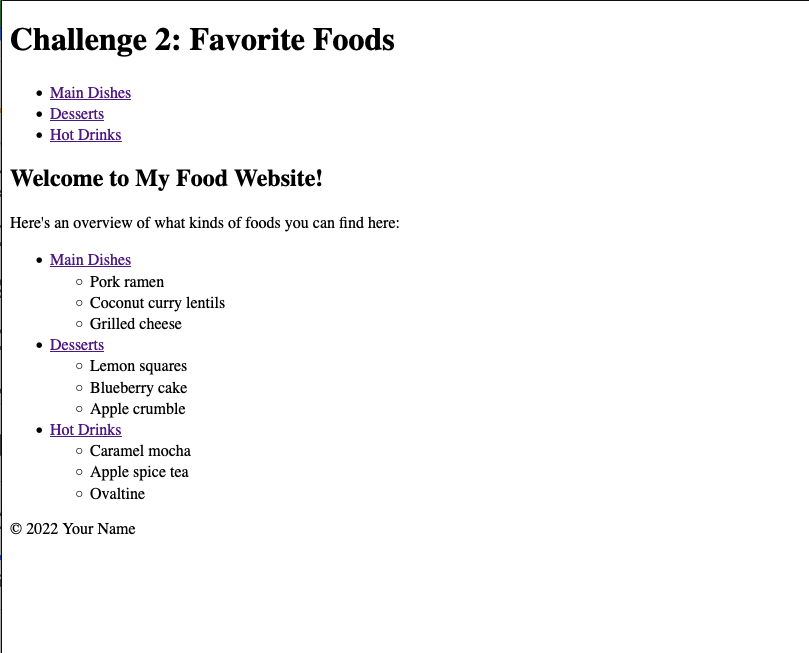 Challenge 2: Favorite Foods
Main Dishes
Desserts
Hot Drinks
Welcome to My Food Website!
Here's an overview of what kinds of foods you can find here:
Main Dishes
Pork ramen
Coconut curry lentils
Grilled cheese
Desserts
Lemon squares
Blueberry cake
Apple crumble
Hot Drinks
Caramel mocha
Apple spice tea
Ovaltine
© 2022 Your Name